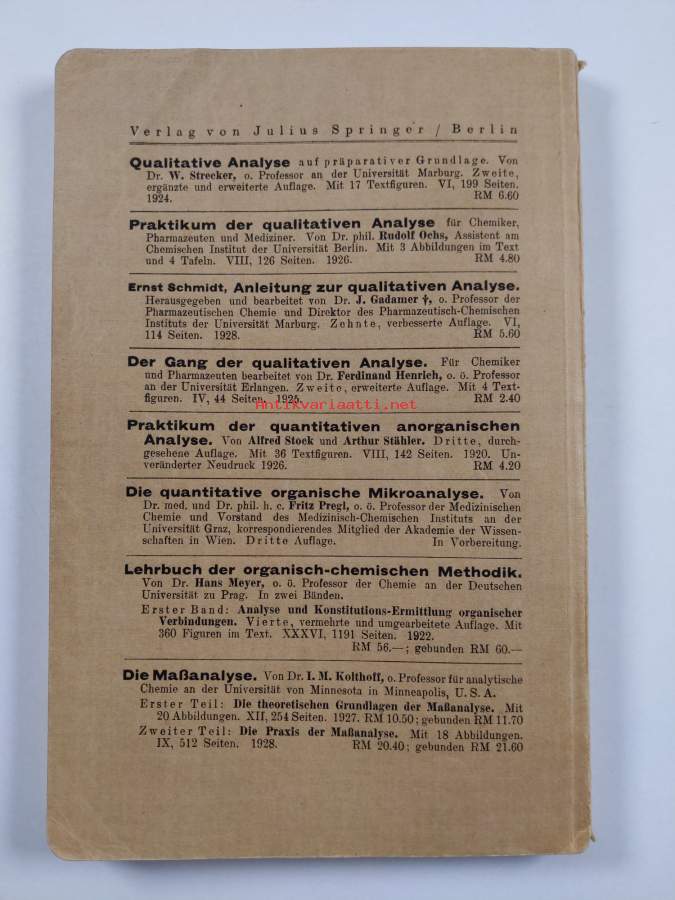 Verlag von Julius Springer / Berlin
Qualitative Analyse auf präparativer Grundlage. Von
Dr. W. Strecker, o. Professor an der Universität Marburg. Zweite,
ergänzte und erweiterte Auflage. Mit 17 Textfiguren. VI, 199 Seiten.
1924. RM 6.60
Praktikum der qualitativen Analyse für Chemiker,
Pharmazeuten und Mediziner. Von Dr. phil. Rudolf Ochs, Assistent am
Chemischen Institut der Universität Berlin. Mit 3 Abbildungen im Text
und 4 Tafeln. VIII, 126 Seiten. 1926. RM 4.80
Ernst Schmidt, Anleitung zur qualitativen Analyse.
Herausgegeben und bearbeitet von Dr. J. Gadamer †, o. Professor der
Pharmazeutischen Chemie und Direktor des Pharmazeutisch-Chemischen
Instituts der Universität Marburg. Zehnte, verbesserte Auflage. VI,
114 Seiten. 1928. RM 5.60
Der Gang der qualitativen Analyse. Für Chemiker
und Pharmazeuten bearbeitet von Dr. Ferdinand Henrich, o. ö. Professor
an der Universität Erlangen. Zweite, erweiterte Auflage. Mit 4 Text-
figuren. IV, 44 Seiten. 1925. RM 2.40
antikvariaatti.net
Praktikum der quantitativen anorganischen
Analyse. Von Alfred Stock und Arthur Stähler. Dritte, durch-
gesehene Auflage. Mit 36 Textfiguren. VIII, 142 Seiten. 1920. Un-
veränderter Neudruck 1926. RM 4.20
Die quantitative organische Mikroanalyse. Von
Dr. med. und Dr. phil. h. c. Fritz Pregl, o. ö. Professor der Medizinischen
Chemie und Vorstand des Medizinisch-Chemischen Instituts an der
Universität Graz, korrespondierendes Mitglied der Akademie der Wissen-
schaften in Wien. Dritte Auflage. In Vorbereitung.
Lehrbuch der organisch-chemischen Methodik.
Von Dr. Hans Meyer, o. ö. Professor der Chemie an der Deutschen
Universität zu Prag. In zwei Bänden.
Erster Band: Analyse und Konstitutions-Ermittlung organischer
Verbindungen. Vierte, vermehrte und umgearbeitete Auflage. Mit
360 Figuren im Text. XXXVI, 1191 Seiten. 1922.
RM 56.—; gebunden RM 60.—
Die Maßanalyse. Von Dr. I. M. Kolthoff, o. Professor für analytische
Chemie an der Universität von Minnesota in Minneapolis, U. S. A.
Erster Teil: Die theoretischen Grundlagen der Maßanalyse. Mit
20 Abbildungen. XII, 254 Seiten. 1927. RM 10.50; gebunden RM 11.70
Zweiter Teil: Die Praxis der Maßanalyse. Mit 18 Abbildungen.
IX, 512 Seiten. 1928. RM 20.40; gebunden RM 21.60